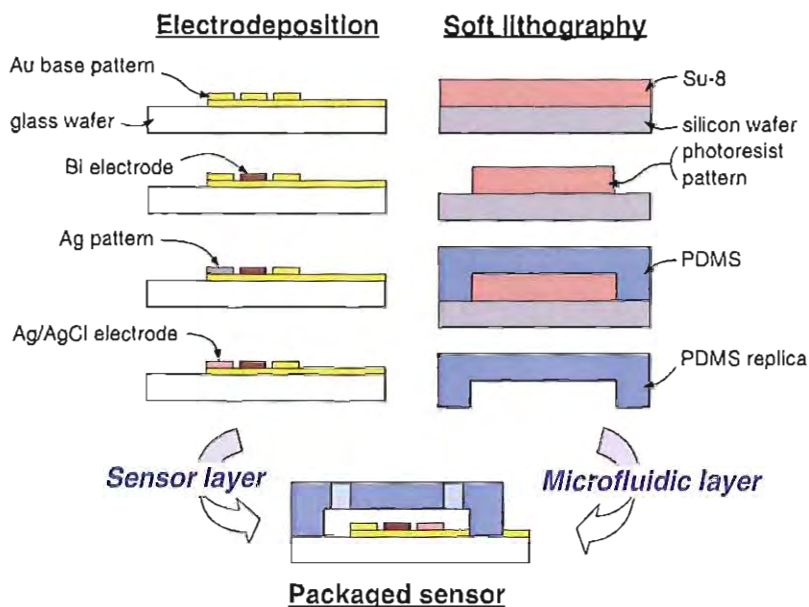 Electrodeposition
Au base pattern
glass wafer
Bi electrode
Ag pattern
Ag/AgCl electrode
Soft lithography
Su-8
silicon wafer
photoresist
pattern
PDMS
PDMS replica
Sensor layer
Microfluidic layer
Packaged sensor